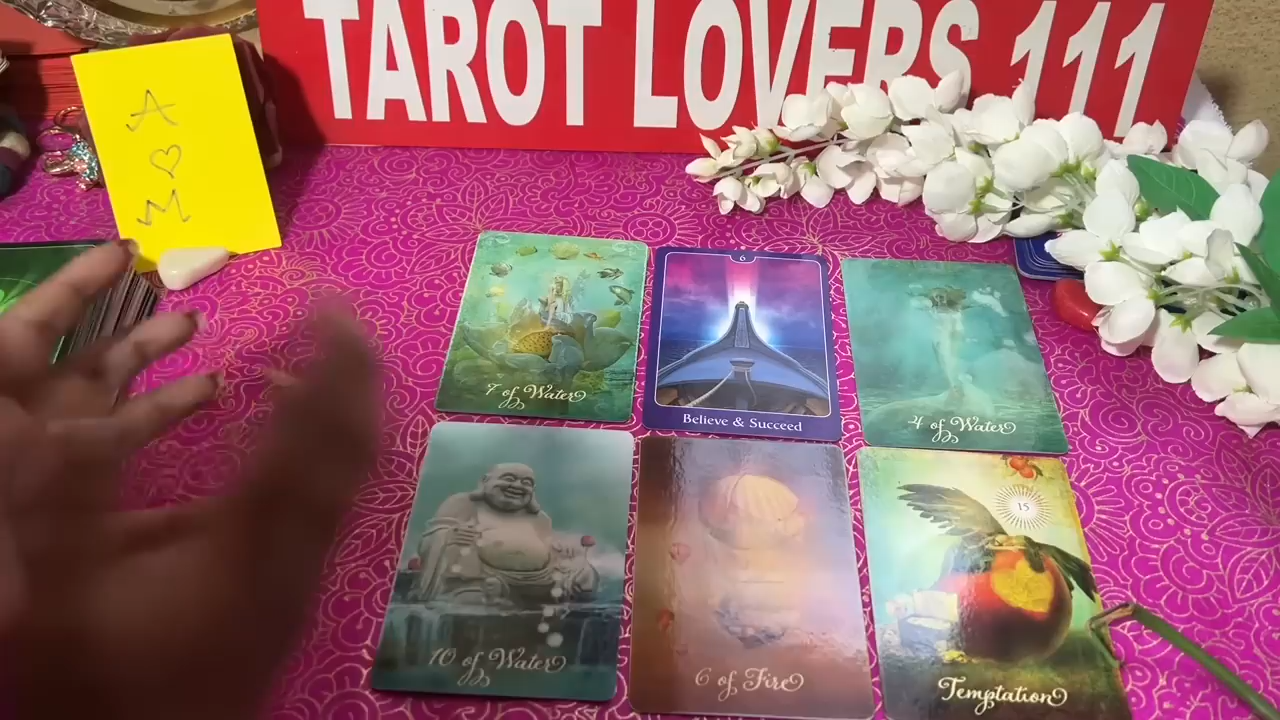 TAROT LOVERS 111
A
♡
M
7 of Water
6
Believe & Succeed
4 of Water
10 of Water
6 of Fire
15
Temptation